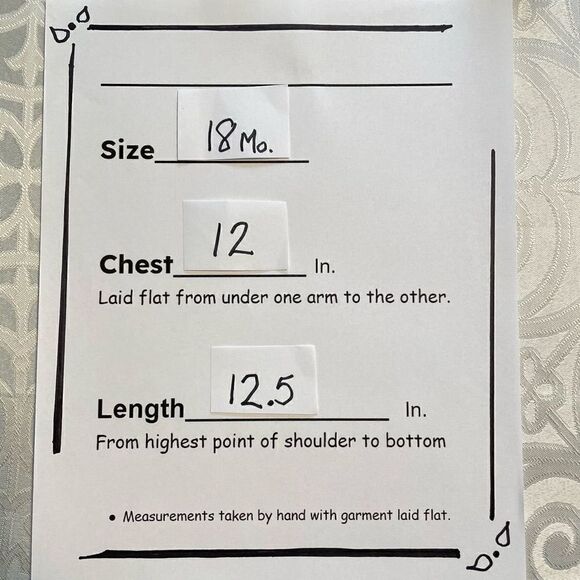 Size 18 Mo.
Chest 12 In.
Laid flat from under one arm to the other.
Length 12.5 In.
From highest point of shoulder to bottom
• Measurements taken by hand with garment laid flat.